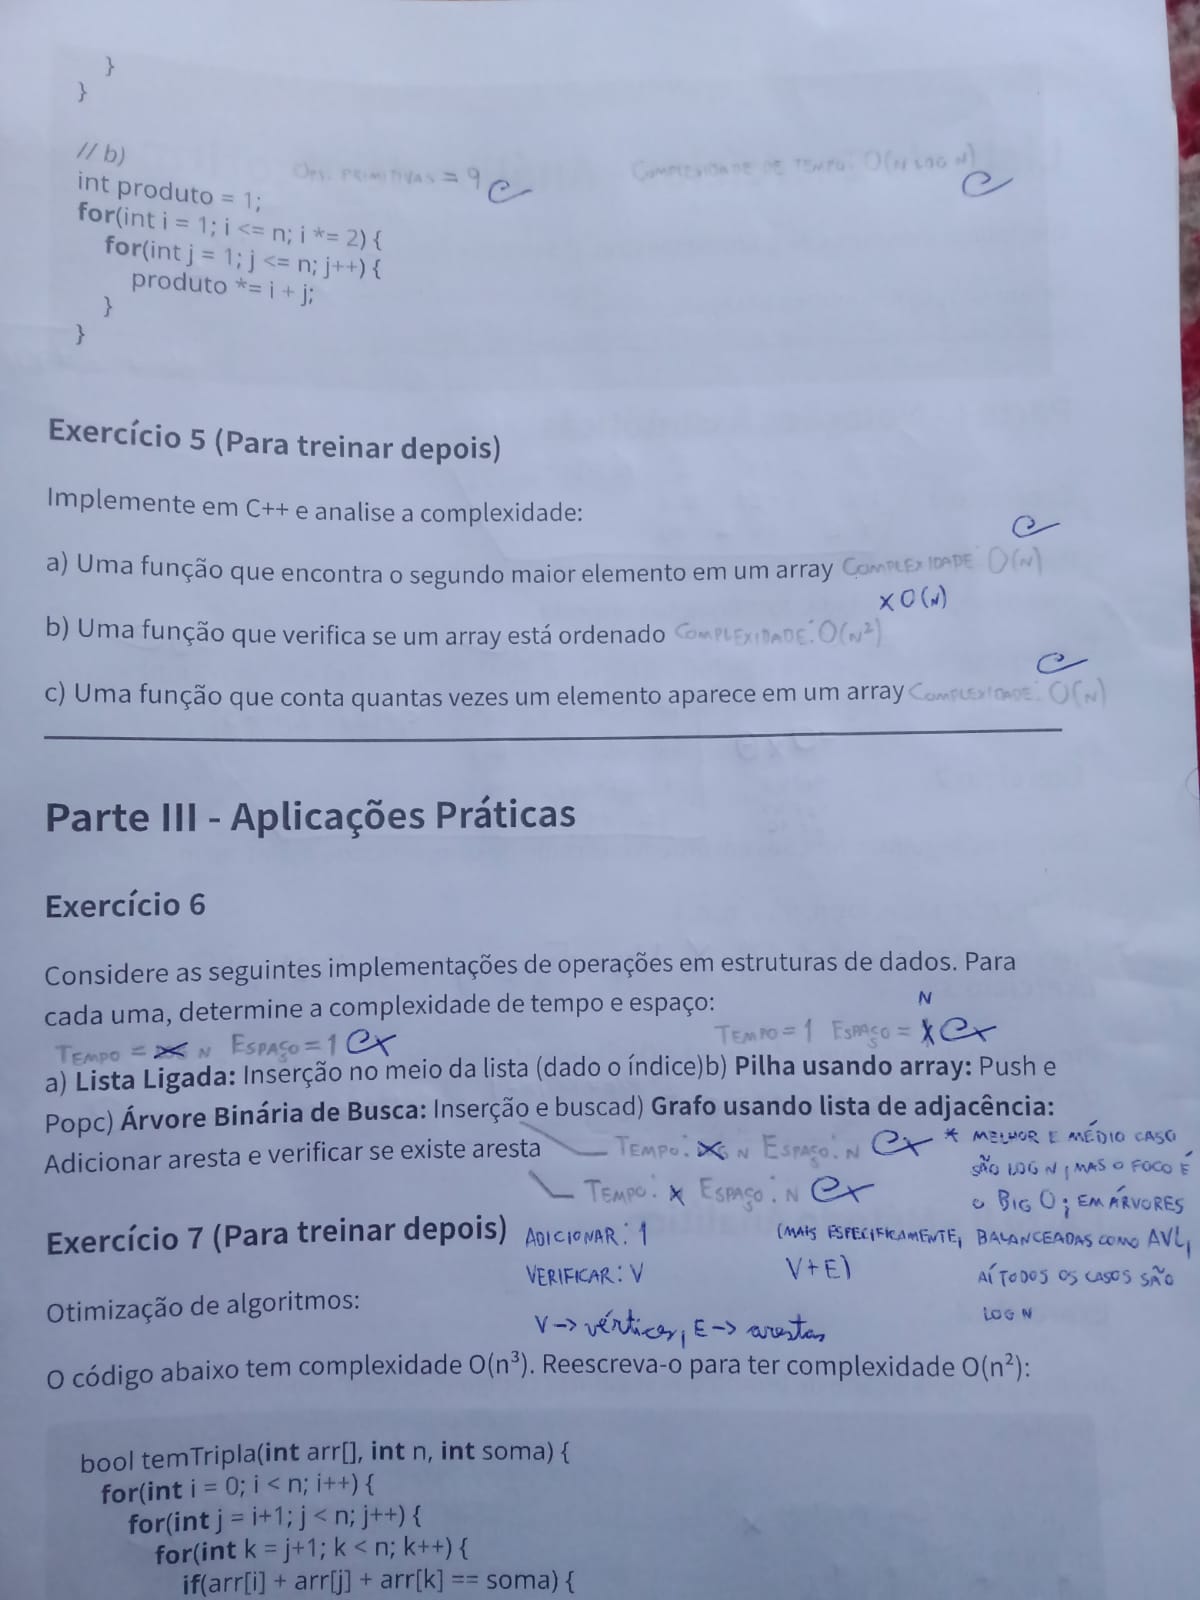 }
}
// b)
OPS. PRIMITIVAS = 9 COMPLEXIDADE DE TEMPO: O(N LOG N)
int produto = 1;
for(int i = 1; i <= n; i *= 2) {
for(int j = 1; j <= n; j++) {
produto *= i + j;
}
}
Exercício 5 (Para treinar depois)
Implemente em C++ e analise a complexidade:
a) Uma função que encontra o segundo maior elemento em um array COMPLEXIDADE: O(N)
X O(N)
b) Uma função que verifica se um array está ordenado COMPLEXIDADE: O(N²)
c) Uma função que conta quantas vezes um elemento aparece em um array COMPLEXIDADE: O(N)
Parte III - Aplicações Práticas
Exercício 6
Considere as seguintes implementações de operações em estruturas de dados. Para
cada uma, determine a complexidade de tempo e espaço:
N
TEMPO = N ESPAÇO = 1 TEMPO = 1 ESPAÇO = 1
a) Lista Ligada: Inserção no meio da lista (dado o índice)b) Pilha usando array: Push e
Popc) Árvore Binária de Busca: Inserção e buscad) Grafo usando lista de adjacência:
Adicionar aresta e verificar se existe aresta TEMPO: N ESPAÇO: N * MELHOR E MÉDIO CASO
SÃO LOG N, MAS O FOCO É
TEMPO: ESPAÇO: N O BIG O; EM ÁRVORES
Exercício 7 (Para treinar depois) ADICIONAR: 1 (MAIS ESPECIFICAMENTE, BALANCEADAS COMO AVL,
VERIFICAR: V V+E) AÍ TODOS OS CASOS SÃO
LOG N
Otimização de algoritmos:
V -> vértices, E -> arestas
O código abaixo tem complexidade O(n³). Reescreva-o para ter complexidade O(n²):
bool temTripla(int arr[], int n, int soma) {
for(int i = 0; i < n; i++) {
for(int j = i+1; j < n; j++) {
for(int k = j+1; k < n; k++) {
if(arr[i] + arr[j] + arr[k] == soma) {